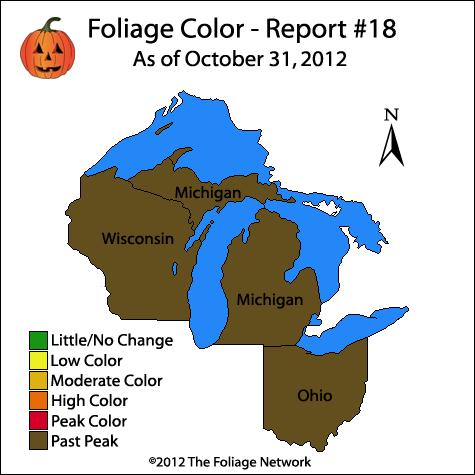 Foliage Color - Report #18
As of October 31, 2012
N
Michigan
Wisconsin
Michigan
Little/No Change
Low Color
Moderate Color
High Color
Ohio
Peak Color
Past Peak
©2012 The Foliage Network